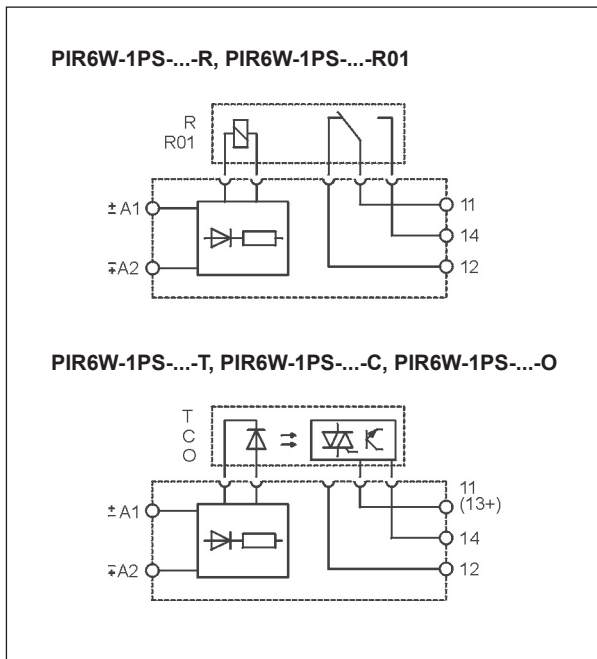 PIR6W-1PS-...-R, PIR6W-1PS-...-R01
R
R01
± A1
11
14
∓ A2
12
PIR6W-1PS-...-T, PIR6W-1PS-...-C, PIR6W-1PS-...-O
T
C
O
11
(13+)
± A1
14
∓ A2
12